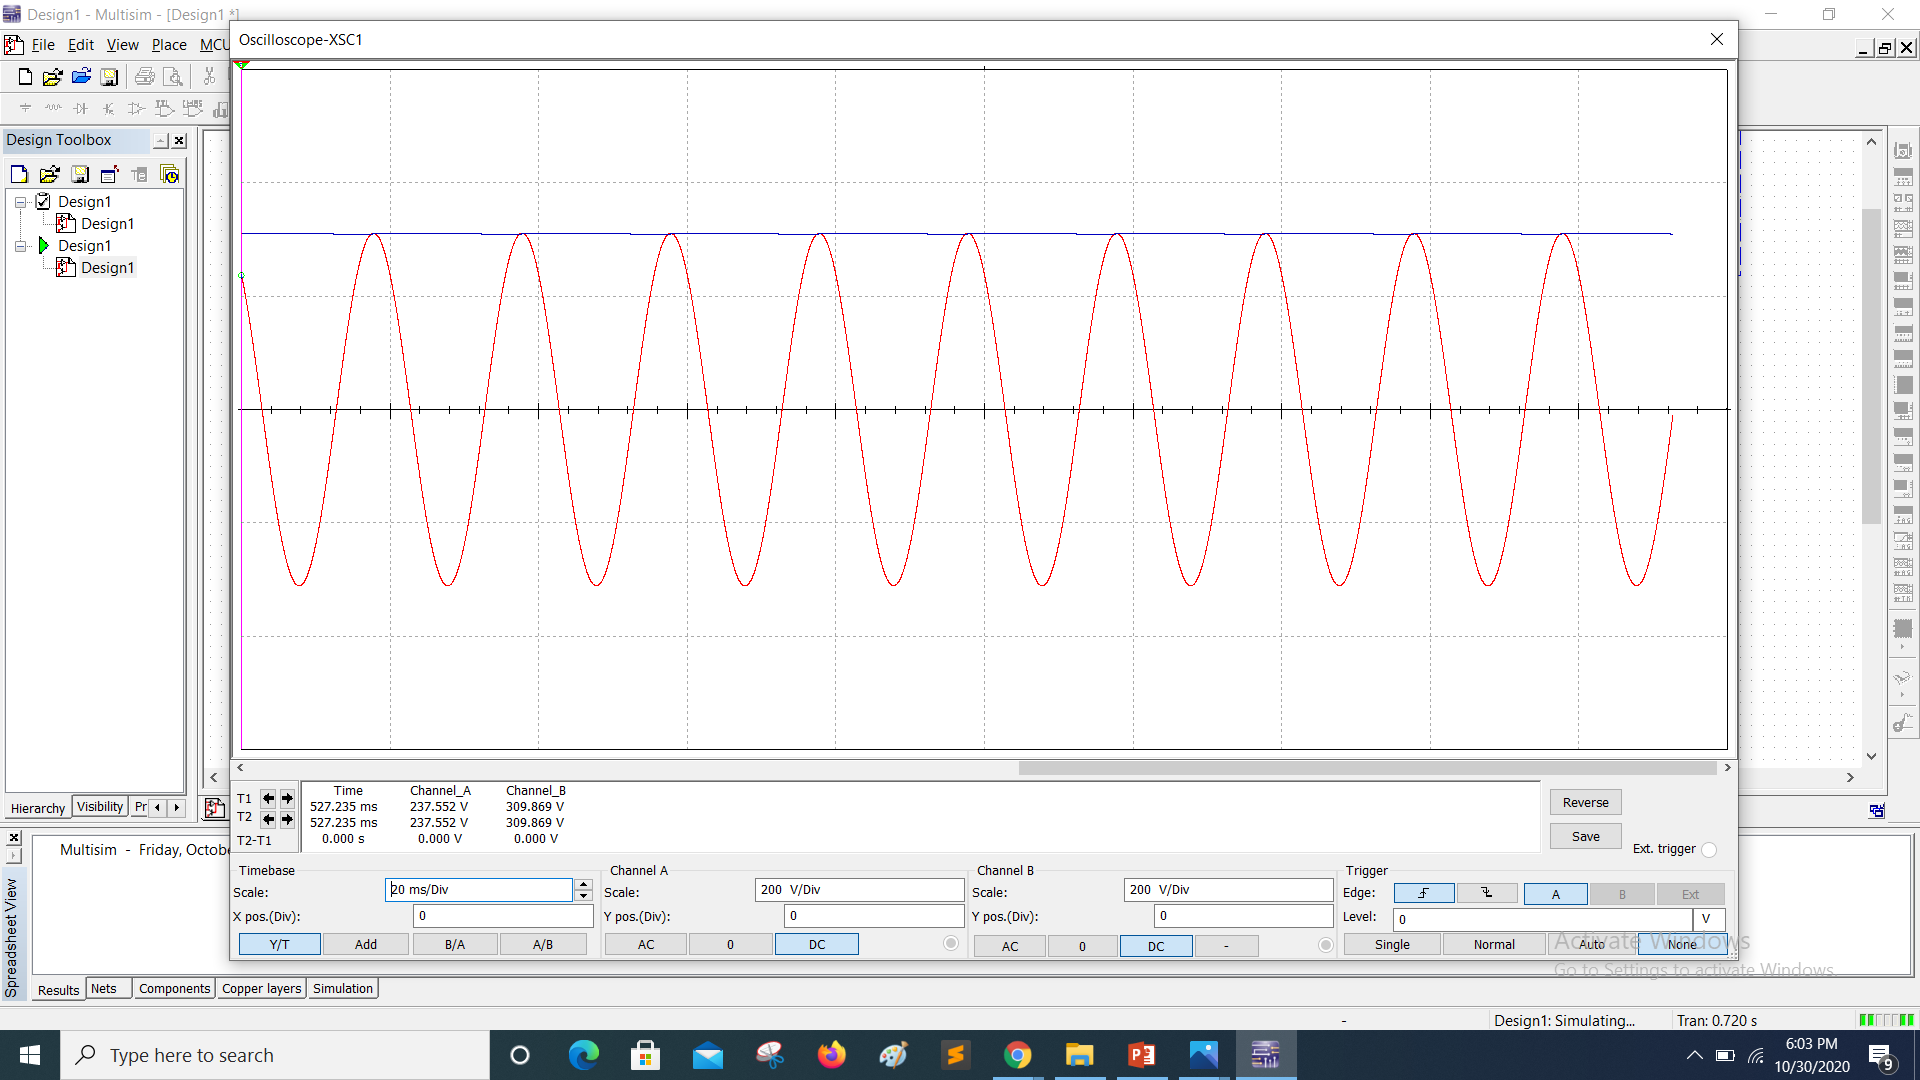 Design1 - Multisim - [Design1 *]
File Edit View Place MCU
Oscilloscope-XSC1
Design Toolbox
Design1
Design1
Design1
Design1
Hierarchy Visibility Pr
T1
T2
T2-T1
Time Channel_A Channel_B
527.235 ms 237.552 V 309.869 V
527.235 ms 237.552 V 309.869 V
0.000 s 0.000 V 0.000 V
Reverse
Save
Ext. trigger
Timebase
Scale: 20 ms/Div
X pos.(Div): 0
Y/T Add B/A A/B
Channel A
Scale: 200 V/Div
Y pos.(Div): 0
AC 0 DC
Channel B
Scale: 200 V/Div
Y pos.(Div): 0
AC 0 DC -
Trigger
Edge: A B Ext
Level: 0 V
Single Normal Auto None
Activate Windows
Go to Settings to activate Windows.
Spreadsheet View
Multisim - Friday, Octobe
Results Nets Components Copper layers Simulation
- Design1: Simulating... Tran: 0.720 s
Type here to search
6:03 PM
10/30/2020
9